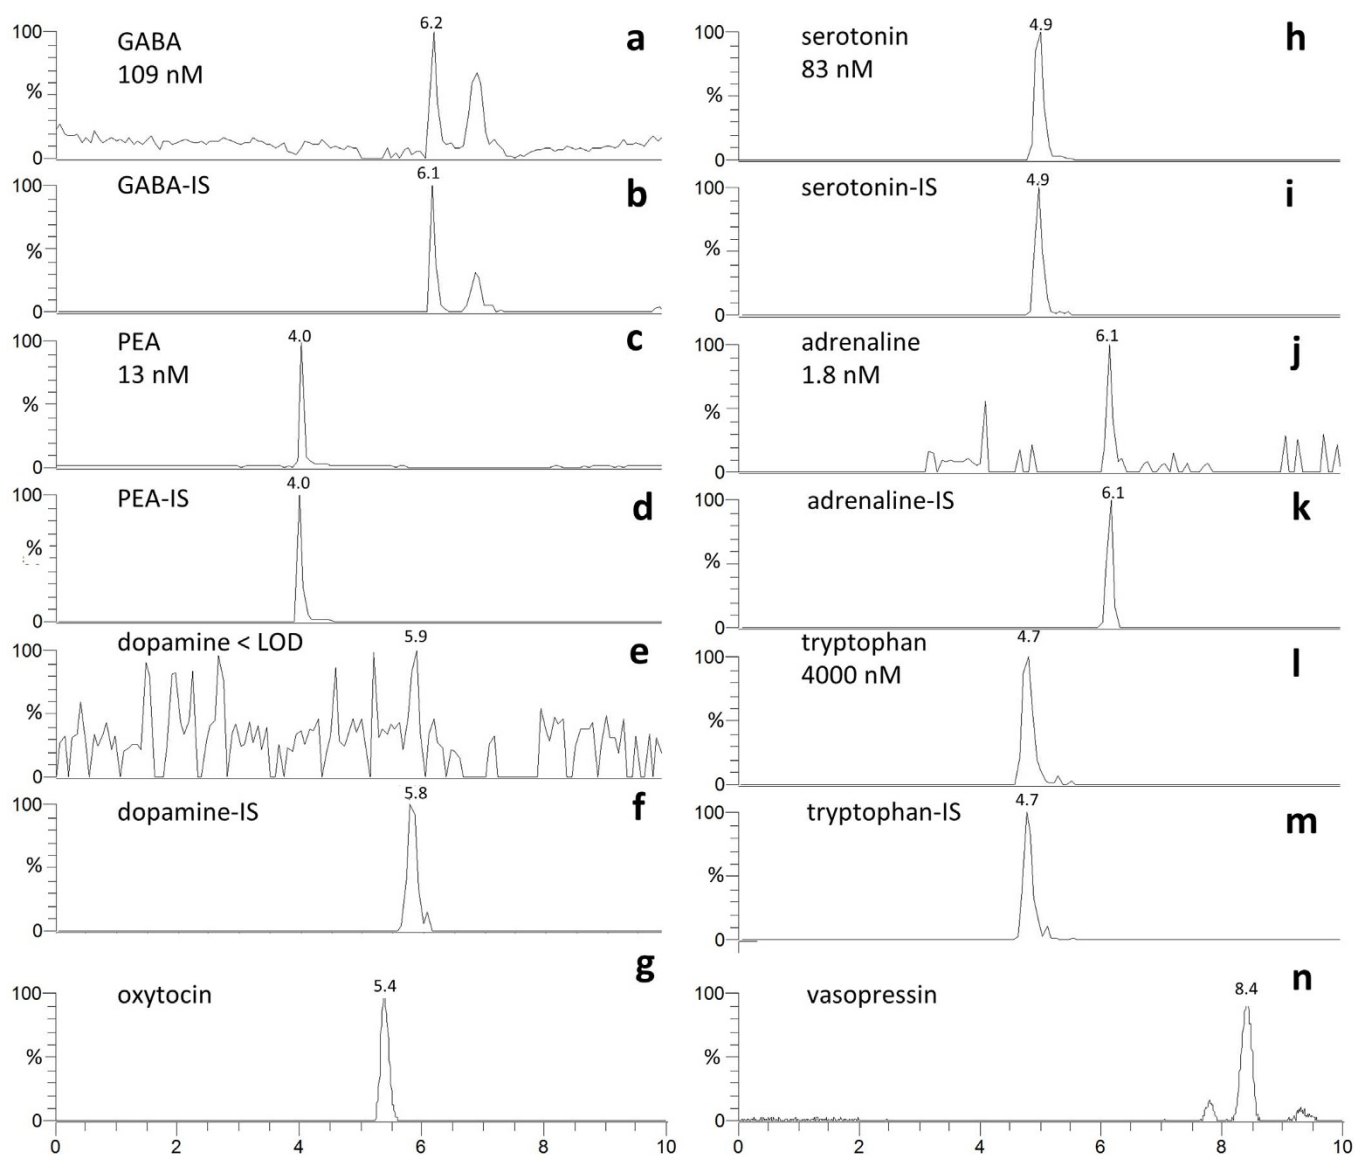 6.2
100
GABA
109 nM
a
%
0
6.1
100
GABA-IS
b
%
0
4.0
100
PEA
13 nM
c
%
0
4.0
100
PEA-IS
d
%
0
dopamine < LOD
5.9
100
e
%
0
5.8
100
dopamine-IS
f
%
0
g
5.4
100
oxytocin
%
0
0 2 4 6 8 10
4.9
100
serotonin
83 nM
h
%
0
4.9
100
serotonin-IS
i
%
0
6.1
100
adrenaline
1.8 nM
j
%
0
6.1
100
adrenaline-IS
k
%
0
4.7
100
tryptophan
4000 nM
l
%
0
4.7
100
tryptophan-IS
m
%
0
8.4
100
vasopressin
n
%
0
0 2 4 6 8 10